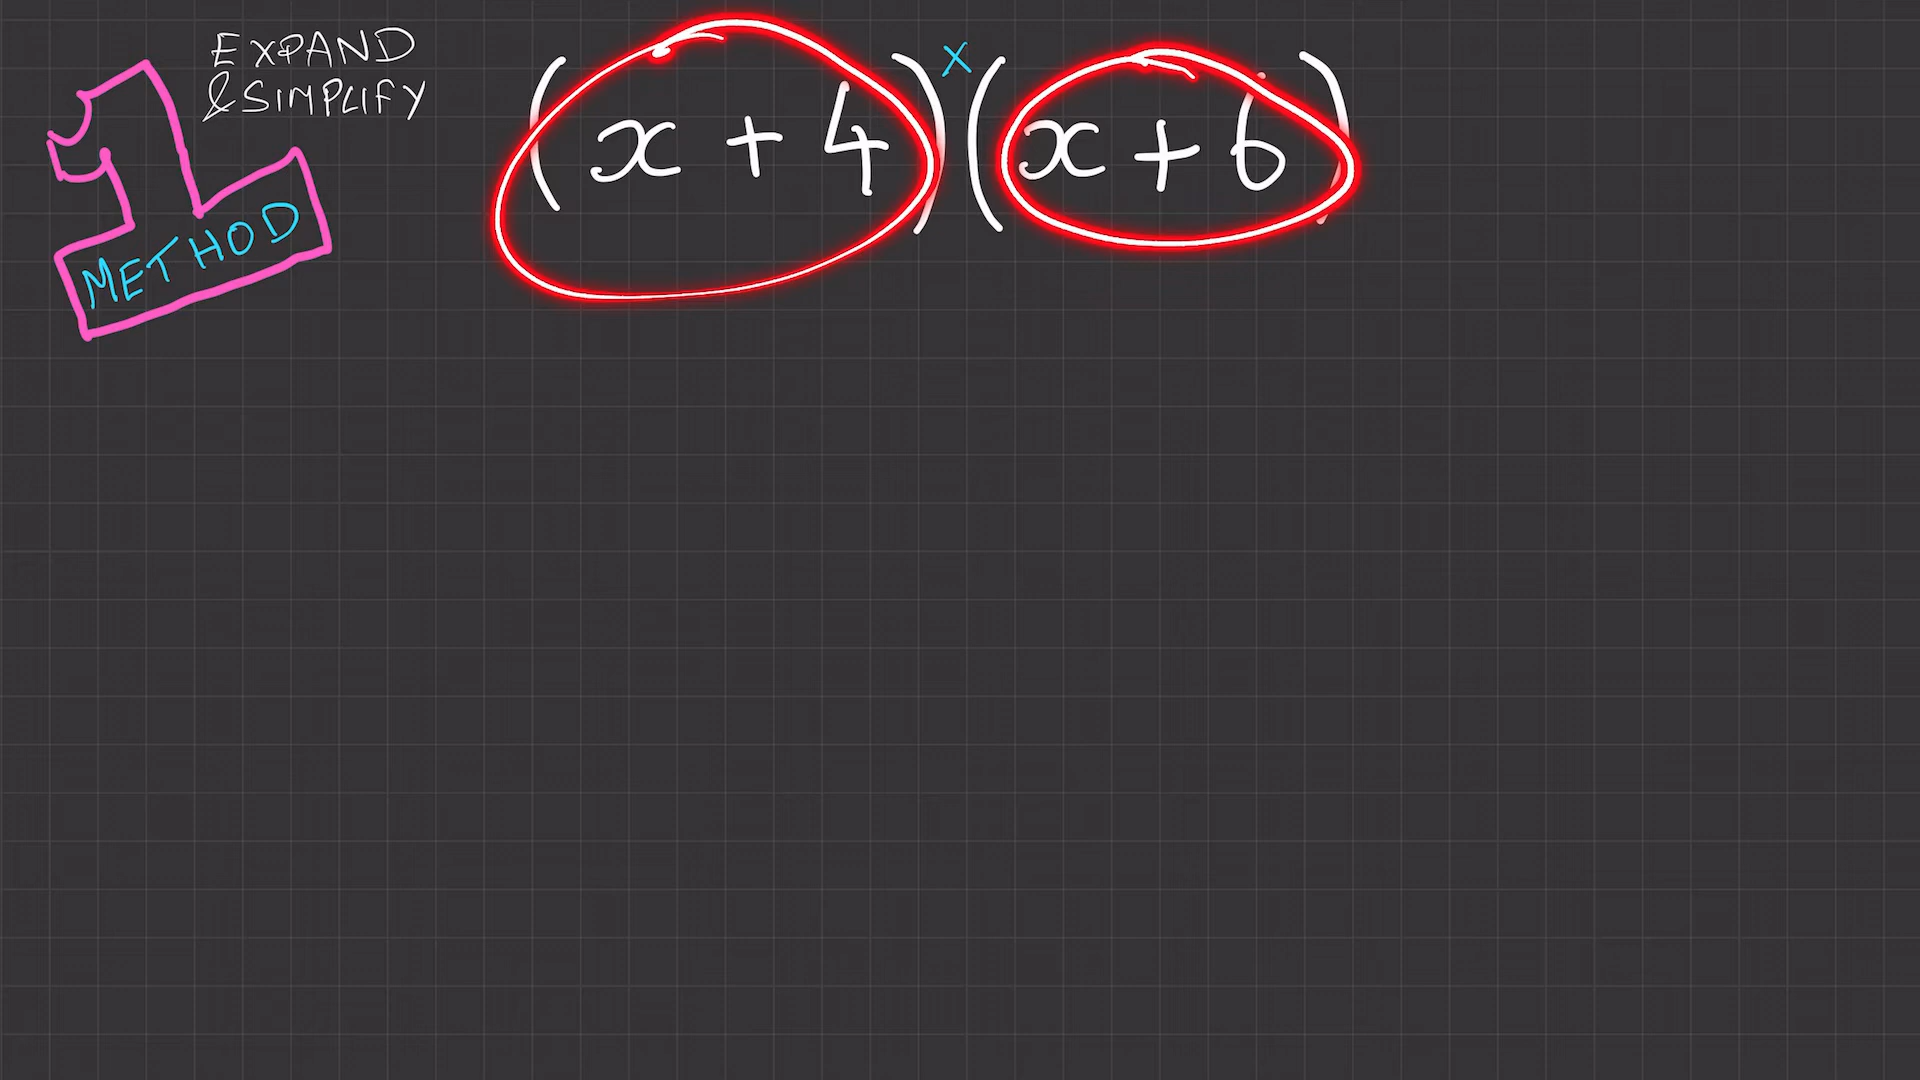 EXPAND
& SIMPLIFY
1
METHOD
(x + 4)×(x + 6)